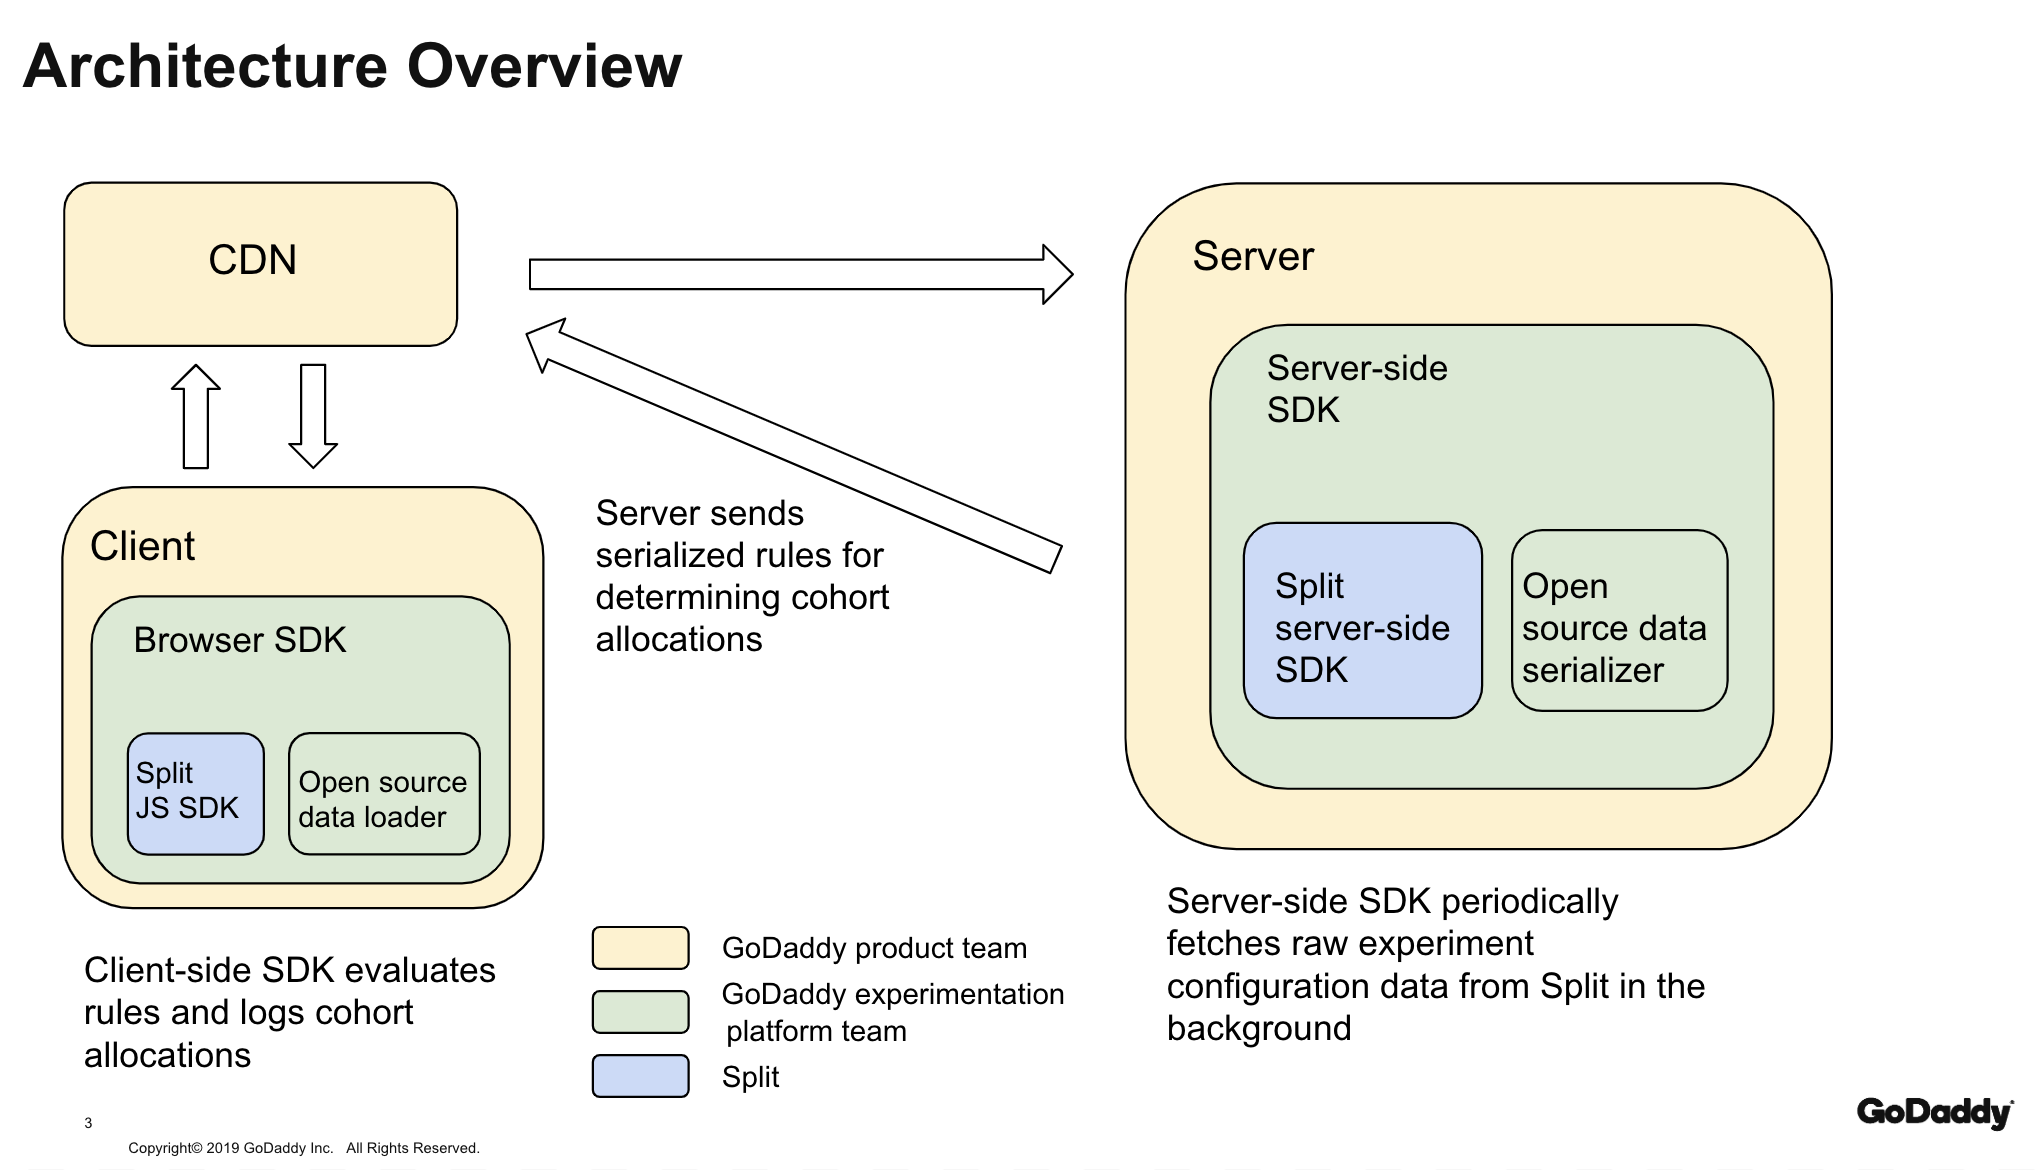 Architecture Overview
CDN
Server
Server-side
SDK
Split
server-side
SDK
Open
source data
serializer
Client
Browser SDK
Split
JS SDK
Open source
data loader
Server sends
serialized rules for
determining cohort
allocations
Client-side SDK evaluates
rules and logs cohort
allocations
GoDaddy product team
GoDaddy experimentation
platform team
Split
Server-side SDK periodically
fetches raw experiment
configuration data from Split in the
background
3
Copyright© 2019 GoDaddy Inc.   All Rights Reserved.
GoDaddy